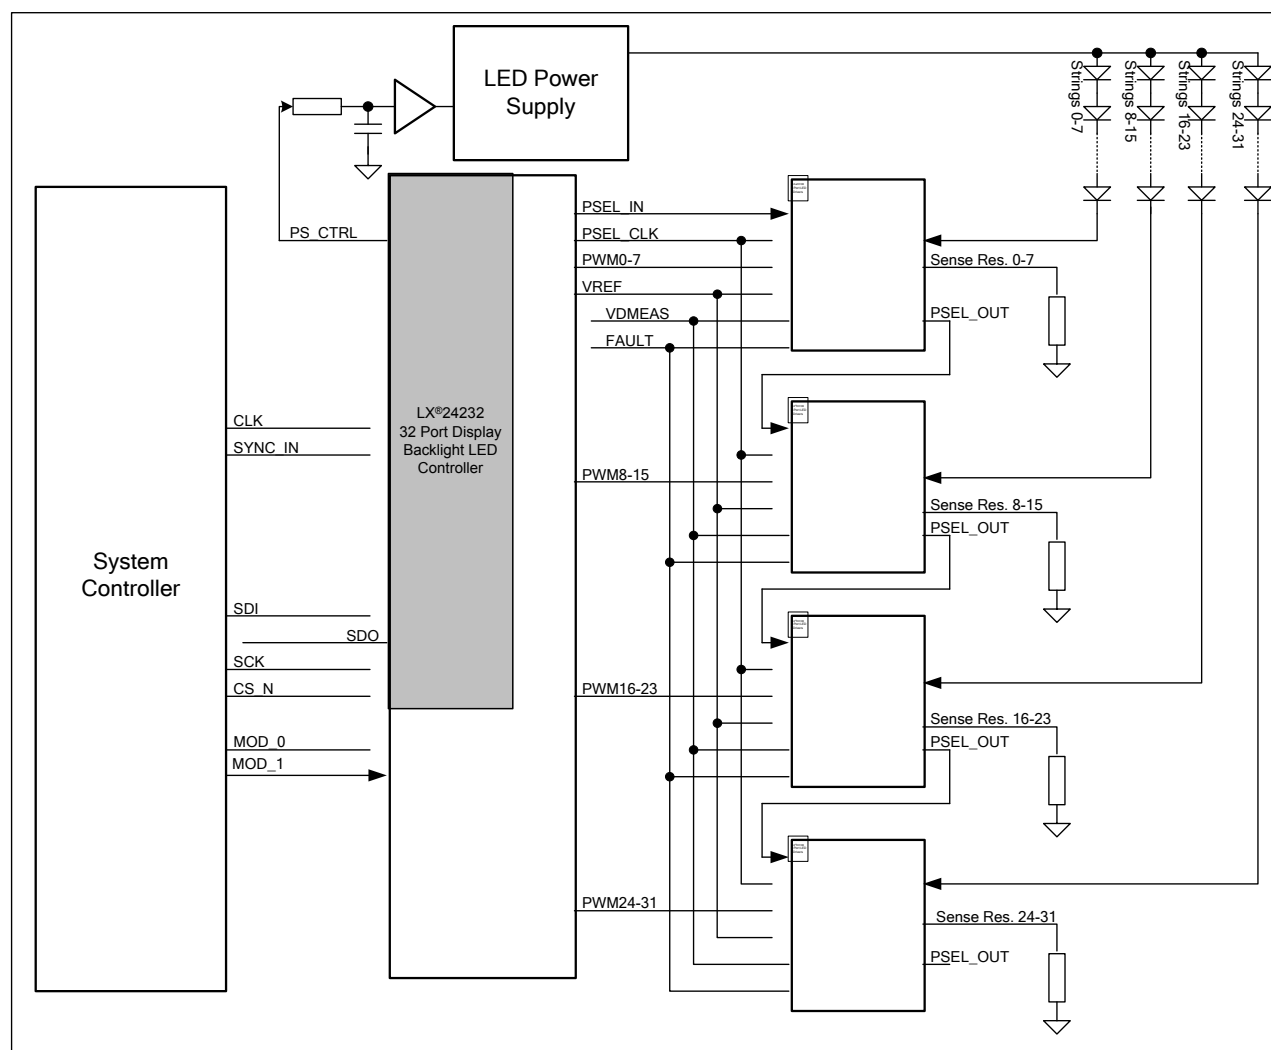 LED Power
Supply
Strings 0-7
Strings 8-15
Strings 16-23
Strings 24-31
PS_CTRL
PSEL_IN
PSEL_CLK
PWM0-7
VREF
VDMEAS
FAULT
Sense Res. 0-7
PSEL_OUT
LX®24232
32 Port Display
Backlight LED
Controller
CLK
SYNC_IN
PWM8-15
Sense Res. 8-15
PSEL_OUT
System
Controller
SDI
SDO
SCK
CS_N
PWM16-23
MOD_0
MOD_1
Sense Res. 16-23
PSEL_OUT
PWM24-31
Sense Res. 24-31
PSEL_OUT